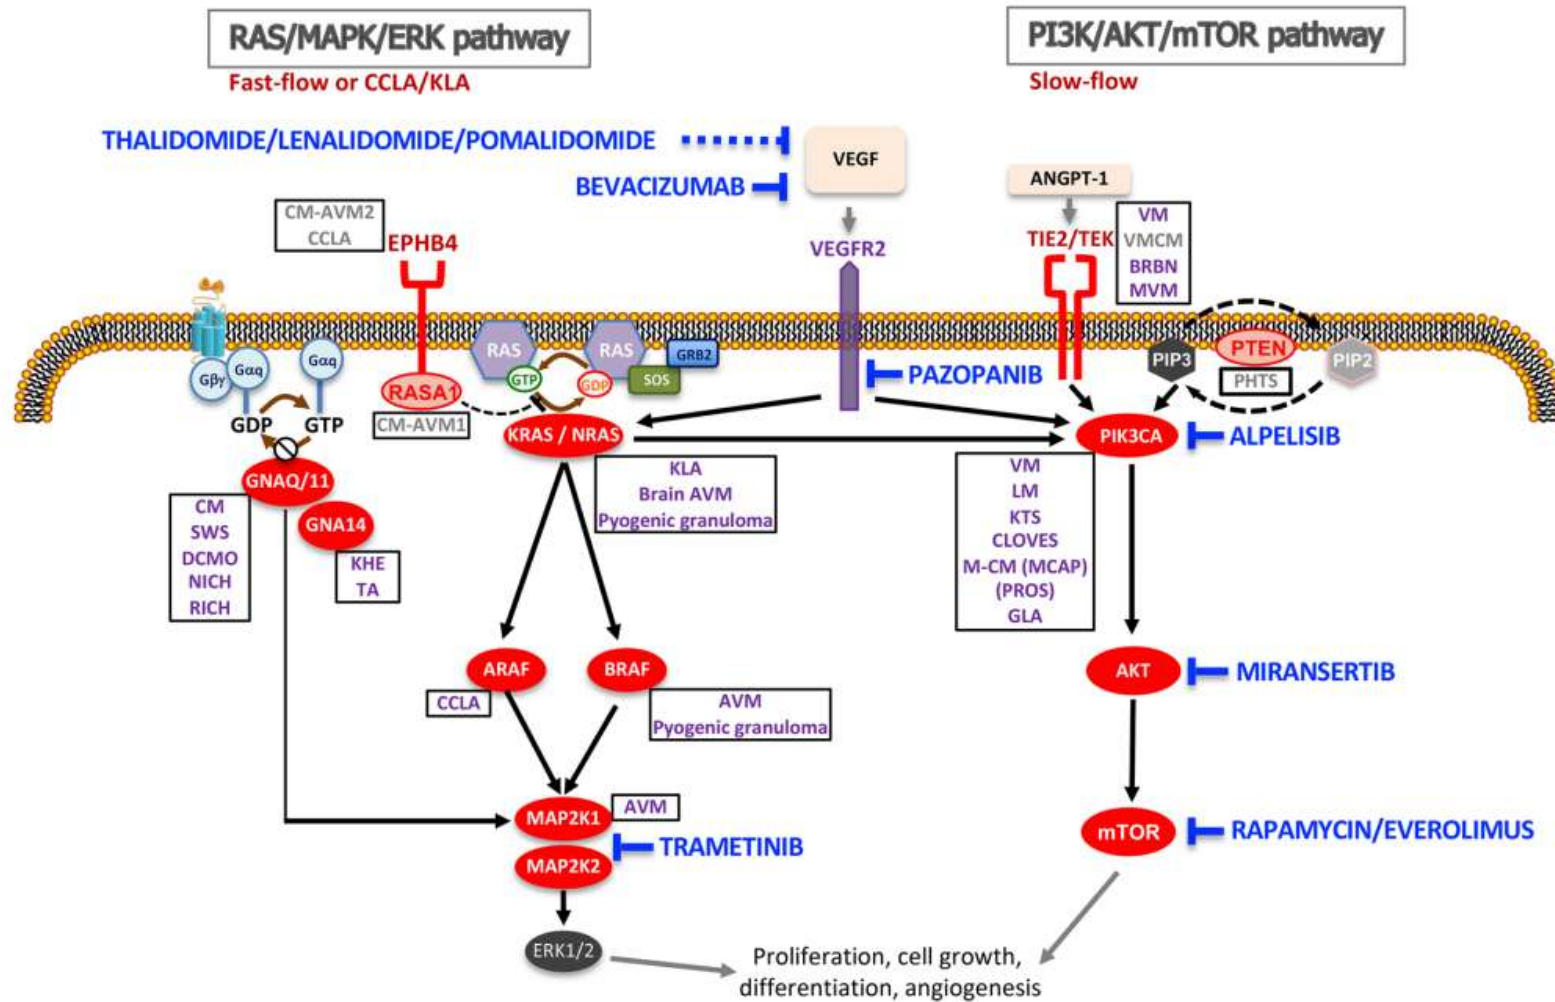 RAS/MAPK/ERK pathway
Fast-flow or CCLA/KLA
PI3K/AKT/mTOR pathway
Slow-flow
THALIDOMIDE/LENALIDOMIDE/POMALIDOMIDE
BEVACIZUMAB
VEGF
VEGFR2
ANGPT-1
TIE2/TEK
VM
VMCM
BRBN
MVM
CM-AVM2
CCLA
EPHB4
Gβγ
Gαq
Gαq
GDP
GTP
RASA1
CM-AVM1
RAS
GTP
RAS
GDP
SOS
GRB2
PAZOPANIB
PIP3
PTEN
PHTS
PIP2
KRAS / NRAS
KLA
Brain AVM
Pyogenic granuloma
PIK3CA
ALPELISIB
VM
LM
KTS
CLOVES
M-CM (MCAP)
(PROS)
GLA
GNAQ/11
CM
SWS
DCMO
NICH
RICH
GNA14
KHE
TA
ARAF
CCLA
BRAF
AVM
Pyogenic granuloma
AKT
MIRANSERTIB
MAP2K1
AVM
MAP2K2
TRAMETINIB
mTOR
RAPAMYCIN/EVEROLIMUS
ERK1/2
Proliferation, cell growth,
differentiation, angiogenesis